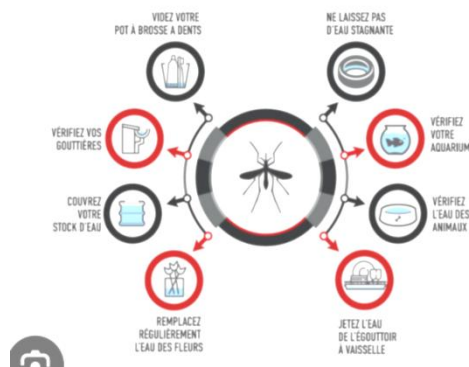 VIDEZ VOTRE
POT À BROSSE A DENTS
NE LAISSEZ PAS
D'EAU STAGNANTE
VÉRIFIEZ VOS
GOUTTIÈRES
VÉRIFIEZ
VOTRE
AQUARIUM
COUVREZ
VOTRE
STOCK D'EAU
VÉRIFIEZ
L'EAU DES
ANIMAUX
REMPLACEZ
RÉGULIÈREMENT
L'EAU DES FLEURS
JETEZ L'EAU
DE L'ÉGOUTTOIR
À VAISSELLE